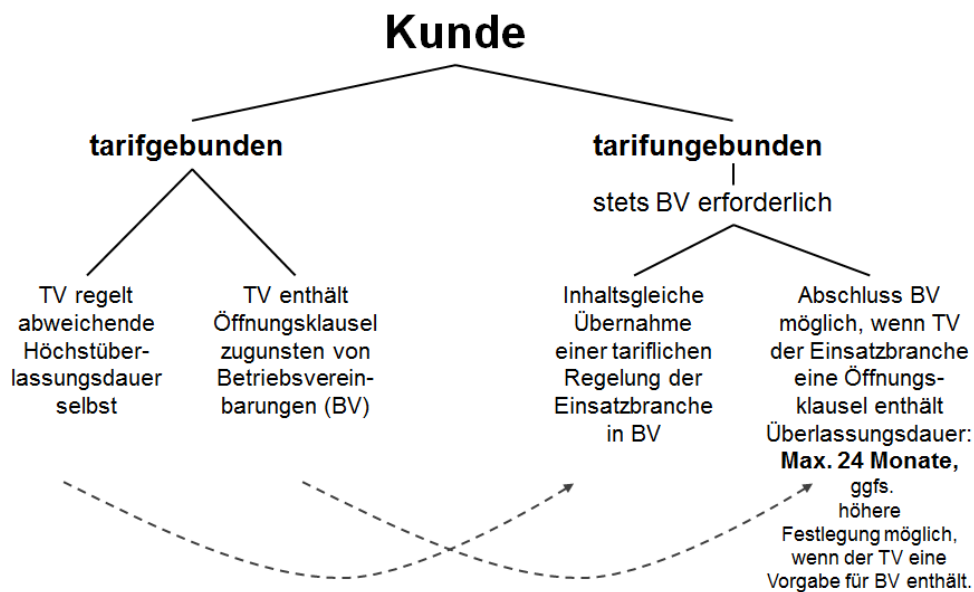 Kunde
tarifgebunden
tarifungebunden
stets BV erforderlich
TV regelt
abweichende
Höchstüber-
lassungsdauer
selbst
TV enthält
Öffnungsklausel
zugunsten von
Betriebsverein-
barungen (BV)
Inhaltsgleiche
Übernahme
einer tariflichen
Regelung der
Einsatzbranche
in BV
Abschluss BV
möglich, wenn TV
der Einsatzbranche
eine Öffnungs-
klausel enthält
Überlassungsdauer:
Max. 24 Monate,
ggfs.
höhere
Festlegung möglich,
wenn der TV eine
Vorgabe für BV enthält.